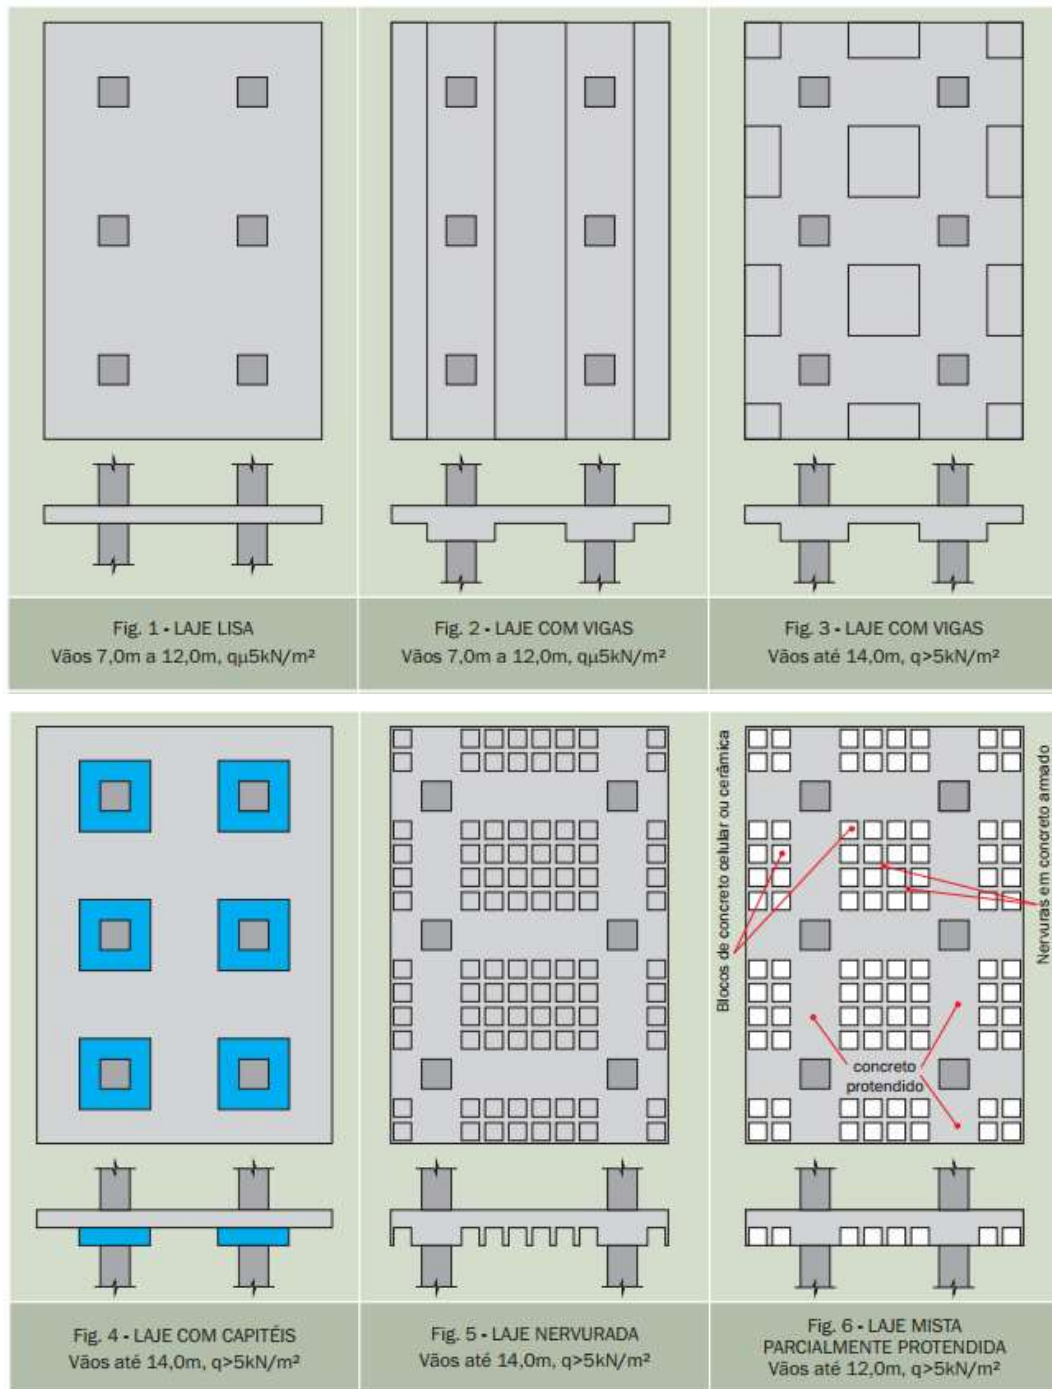 Fig. 1 - LAJE LISA
Vãos 7,0m a 12,0m, qµ5kN/m²
Fig. 2 - LAJE COM VIGAS
Vãos 7,0m a 12,0m, qµ5kN/m²
Fig. 3 - LAJE COM VIGAS
Vãos até 14,0m, q>5kN/m²
Blocos de concreto celular ou cerâmica
Nervuras em concreto armado
concreto
protendido
Fig. 4 - LAJE COM CAPITÉIS
Vãos até 14,0m, q>5kN/m²
Fig. 5 - LAJE NERVURADA
Vãos até 14,0m, q>5kN/m²
Fig. 6 - LAJE MISTA
PARCIALMENTE PROTENDIDA
Vãos até 12,0m, q>5kN/m²